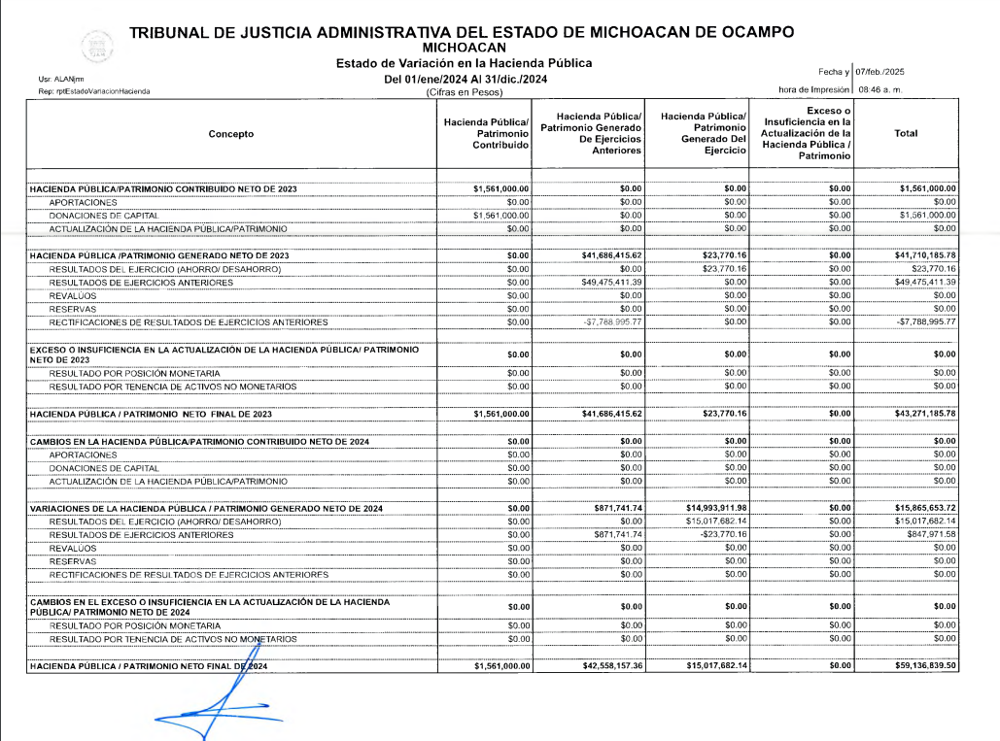 TRIBUNAL DE JUSTICIA ADMINISTRATIVA DEL ESTADO DE MICHOACAN DE OCAMPO
MICHOACAN
Estado de Variación en la Hacienda Pública
Usr: ALANjrm
Del 01/ene/2024 Al 31/dic./2024
Fecha y 07/feb./2025
Rep: rptEstadoVariacionHacienda
(Cifras en Pesos)
hora de Impresión 08:46 a. m.
Concepto
Hacienda Pública/
Patrimonio
Contribuido
Hacienda Pública/
Patrimonio Generado
De Ejercicios
Anteriores
Hacienda Pública/
Patrimonio
Generado Del
Ejercicio
Exceso o
Insuficiencia en la
Actualización de la
Hacienda Pública /
Patrimonio
Total
HACIENDA PÚBLICA/PATRIMONIO CONTRIBUIDO NETO DE 2023 $1,561,000.00 $0.00 $0.00 $0.00 $1,561,000.00
APORTACIONES $0.00 $0.00 $0.00 $0.00 $0.00
DONACIONES DE CAPITAL $1,561,000.00 $0.00 $0.00 $0.00 $1,561,000.00
ACTUALIZACIÓN DE LA HACIENDA PÚBLICA/PATRIMONIO $0.00 $0.00 $0.00 $0.00 $0.00
HACIENDA PÚBLICA /PATRIMONIO GENERADO NETO DE 2023 $0.00 $41,686,415.62 $23,770.16 $0.00 $41,710,185.78
RESULTADOS DEL EJERCICIO (AHORRO/ DESAHORRO) $0.00 $0.00 $23,770.16 $0.00 $23,770.16
RESULTADOS DE EJERCICIOS ANTERIORES $0.00 $49,475,411.39 $0.00 $0.00 $49,475,411.39
REVALÚOS $0.00 $0.00 $0.00 $0.00 $0.00
RESERVAS $0.00 $0.00 $0.00 $0.00 $0.00
RECTIFICACIONES DE RESULTADOS DE EJERCICIOS ANTERIORES $0.00 -$7,788,995.77 $0.00 $0.00 -$7,788,995.77
EXCESO O INSUFICIENCIA EN LA ACTUALIZACIÓN DE LA HACIENDA PÚBLICA/ PATRIMONIO
NETO DE 2023 $0.00 $0.00 $0.00 $0.00 $0.00
RESULTADO POR POSICIÓN MONETARIA $0.00 $0.00 $0.00 $0.00 $0.00
RESULTADO POR TENENCIA DE ACTIVOS NO MONETARIOS $0.00 $0.00 $0.00 $0.00 $0.00
HACIENDA PÚBLICA / PATRIMONIO NETO FINAL DE 2023 $1,561,000.00 $41,686,415.62 $23,770.16 $0.00 $43,271,185.78
CAMBIOS EN LA HACIENDA PÚBLICA/PATRIMONIO CONTRIBUIDO NETO DE 2024 $0.00 $0.00 $0.00 $0.00 $0.00
APORTACIONES $0.00 $0.00 $0.00 $0.00 $0.00
DONACIONES DE CAPITAL $0.00 $0.00 $0.00 $0.00 $0.00
ACTUALIZACIÓN DE LA HACIENDA PÚBLICA/PATRIMONIO $0.00 $0.00 $0.00 $0.00 $0.00
VARIACIONES DE LA HACIENDA PÚBLICA / PATRIMONIO GENERADO NETO DE 2024 $0.00 $871,741.74 $14,993,911.98 $0.00 $15,865,653.72
RESULTADOS DEL EJERCICIO (AHORRO/ DESAHORRO) $0.00 $0.00 $15,017,682.14 $0.00 $15,017,682.14
RESULTADOS DE EJERCICIOS ANTERIORES $0.00 $871,741.74 -$23,770.16 $0.00 $847,971.58
REVALÚOS $0.00 $0.00 $0.00 $0.00 $0.00
RESERVAS $0.00 $0.00 $0.00 $0.00 $0.00
RECTIFICACIONES DE RESULTADOS DE EJERCICIOS ANTERIORES $0.00 $0.00 $0.00 $0.00 $0.00
CAMBIOS EN EL EXCESO O INSUFICIENCIA EN LA ACTUALIZACIÓN DE LA HACIENDA
PÚBLICA/ PATRIMONIO NETO DE 2024 $0.00 $0.00 $0.00 $0.00 $0.00
RESULTADO POR POSICIÓN MONETARIA $0.00 $0.00 $0.00 $0.00 $0.00
RESULTADO POR TENENCIA DE ACTIVOS NO MONETARIOS $0.00 $0.00 $0.00 $0.00 $0.00
HACIENDA PÚBLICA / PATRIMONIO NETO FINAL DE 2024 $1,561,000.00 $42,558,157.36 $15,017,682.14 $0.00 $59,136,839.50